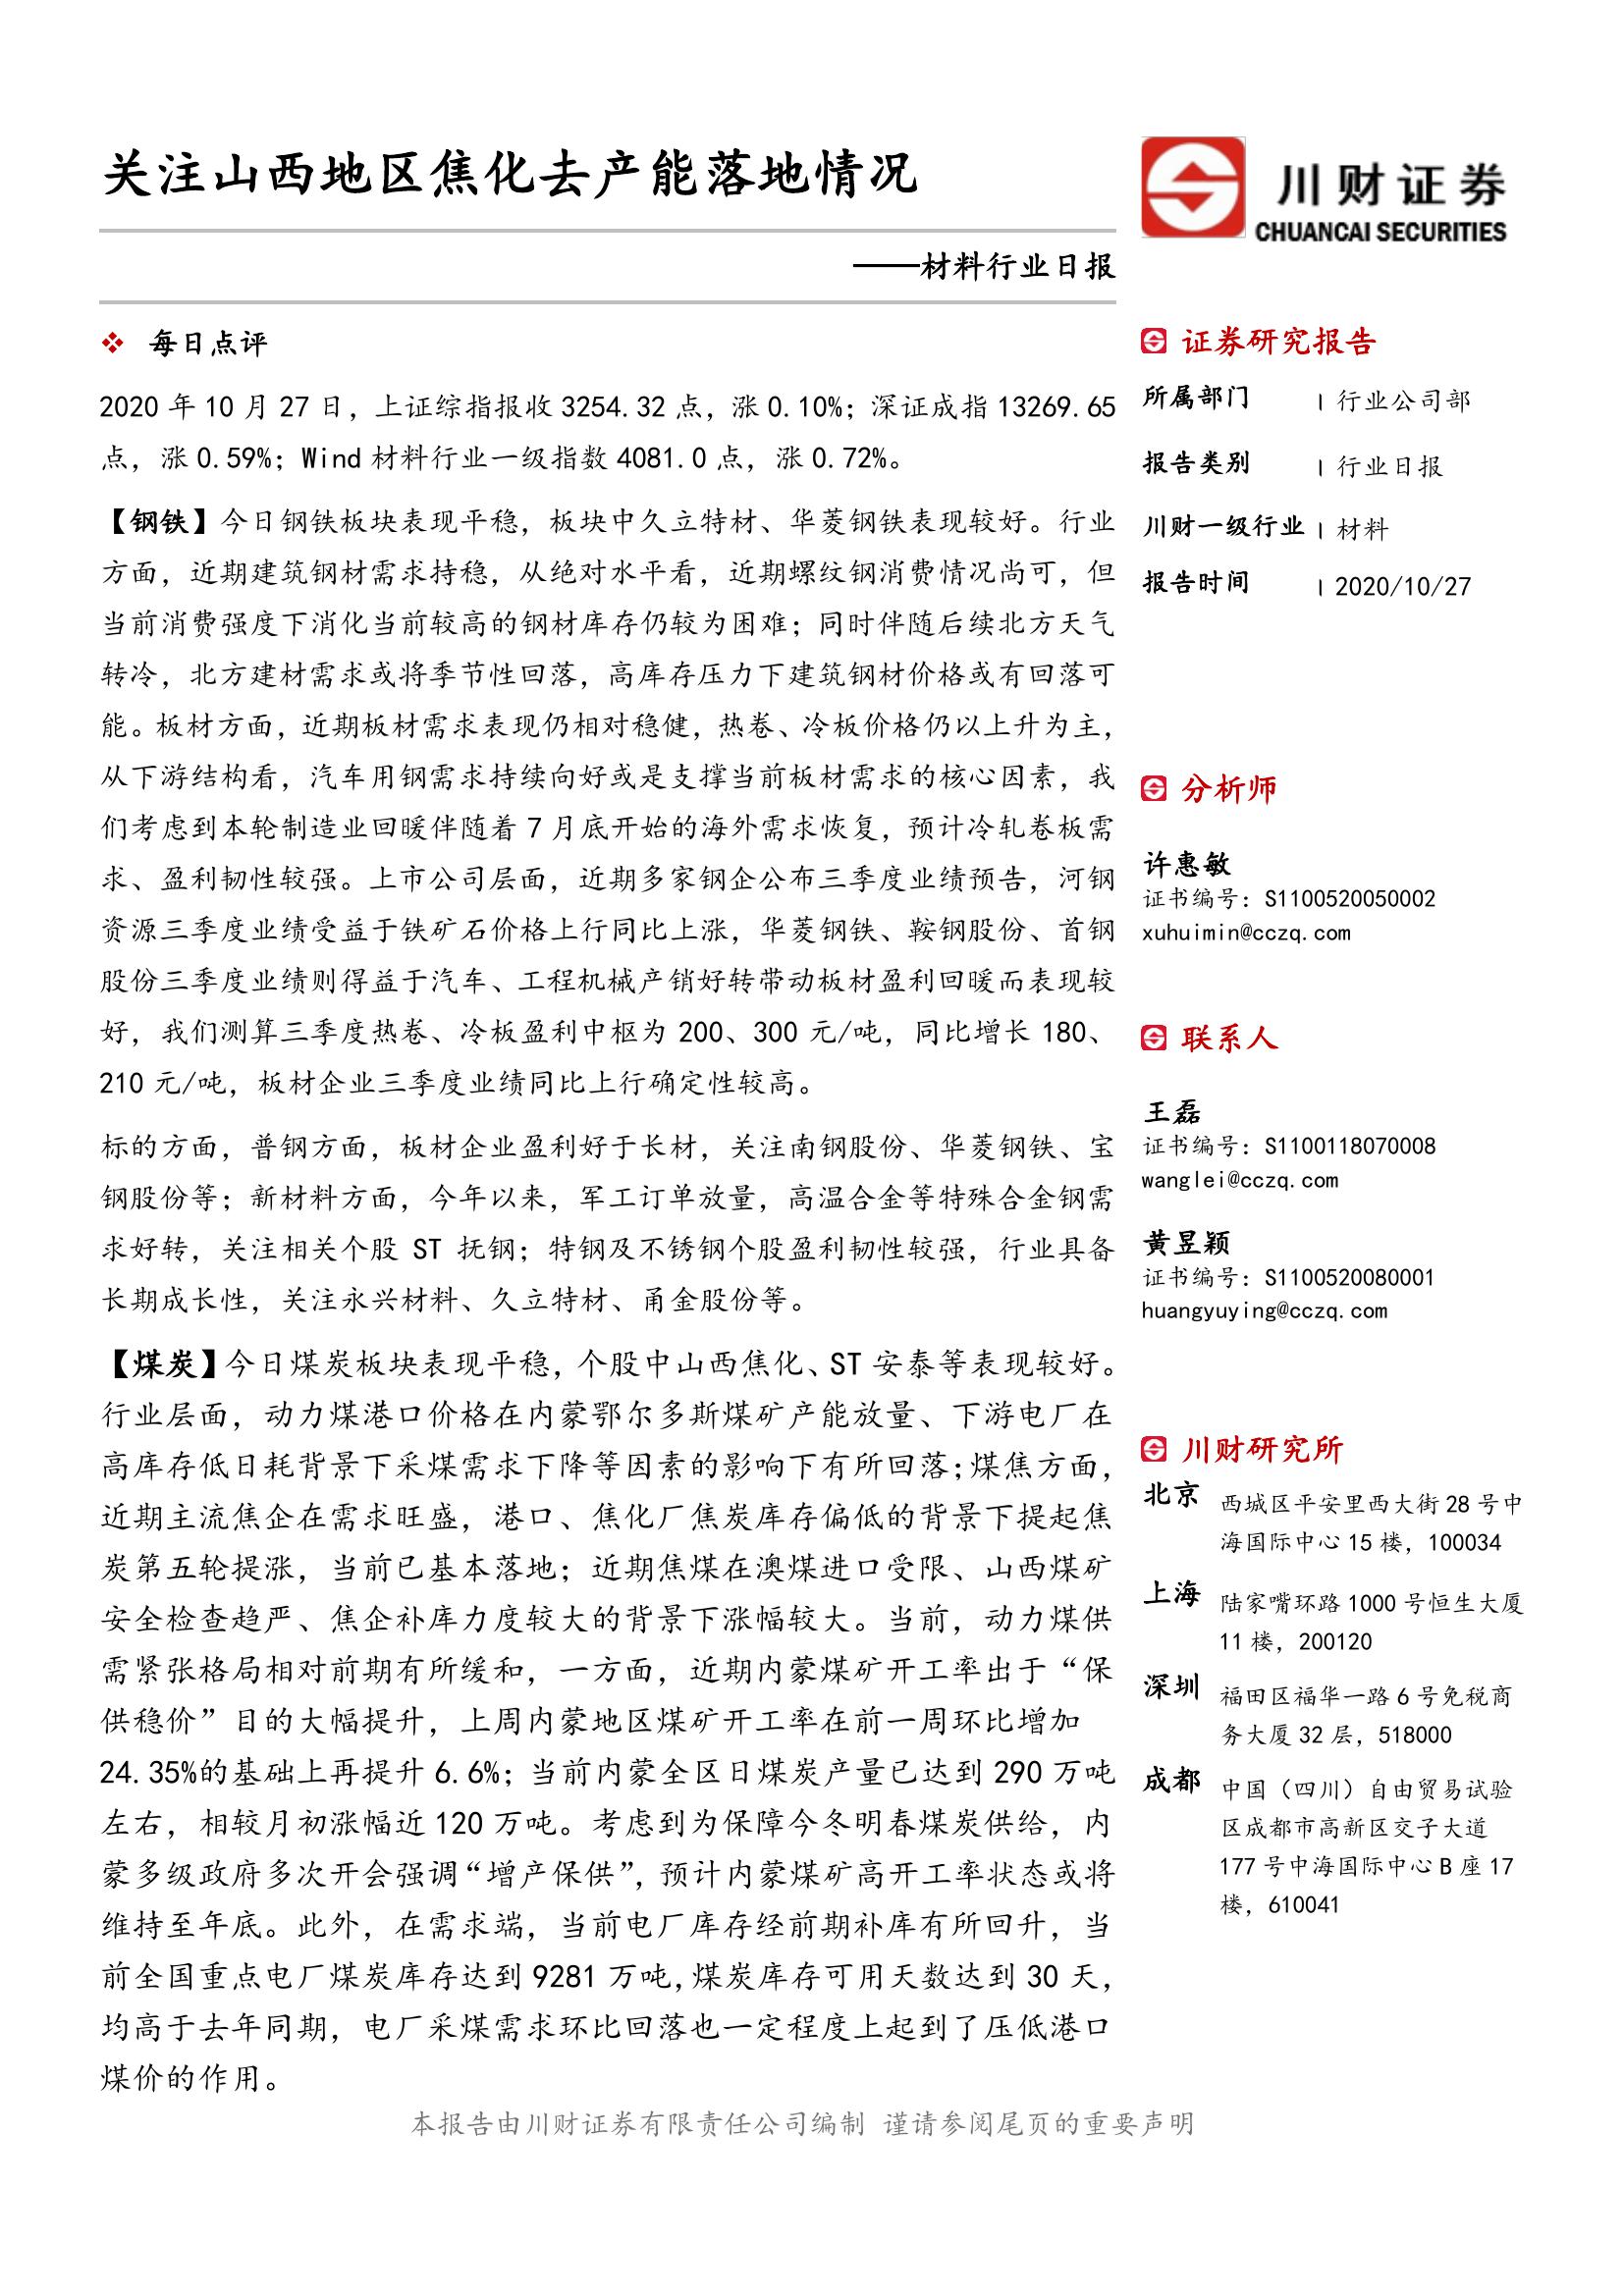 关注山西地区焦化去产能落地情况
——材料行业日报
川财证券
CHUANCAI SECURITIES
❖ 每日点评
2020 年 10 月 27 日，上证综指报收 3254.32 点，涨 0.10%；深证成指 13269.65
点，涨 0.59%；Wind 材料行业一级指数 4081.0 点，涨 0.72%。
【钢铁】今日钢铁板块表现平稳，板块中久立特材、华菱钢铁表现较好。行业
方面，近期建筑钢材需求持稳，从绝对水平看，近期螺纹钢消费情况尚可，但
当前消费强度下消化当前较高的钢材库存仍较为困难；同时伴随后续北方天气
转冷，北方建材需求或将季节性回落，高库存压力下建筑钢材价格或有回落可
能。板材方面，近期板材需求表现仍相对稳健，热卷、冷板价格仍以上升为主，
从下游结构看，汽车用钢需求持续向好或是支撑当前板材需求的核心因素，我
们考虑到本轮制造业回暖伴随着 7 月底开始的海外需求恢复，预计冷轧卷板需
求、盈利韧性较强。上市公司层面，近期多家钢企公布三季度业绩预告，河钢
资源三季度业绩受益于铁矿石价格上行同比上涨，华菱钢铁、鞍钢股份、首钢
股份三季度业绩则得益于汽车、工程机械产销好转带动板材盈利回暖而表现较
好，我们测算三季度热卷、冷板盈利中枢为 200、300 元/吨，同比增长 180、
210 元/吨，板材企业三季度业绩同比上行确定性较高。
标的方面，普钢方面，板材企业盈利好于长材，关注南钢股份、华菱钢铁、宝
钢股份等；新材料方面，今年以来，军工订单放量，高温合金等特殊合金钢需
求好转，关注相关个股 ST 抚钢；特钢及不锈钢个股盈利韧性较强，行业具备
长期成长性，关注永兴材料、久立特材、甬金股份等。
【煤炭】今日煤炭板块表现平稳，个股中山西焦化、ST 安泰等表现较好。
行业层面，动力煤港口价格在内蒙鄂尔多斯煤矿产能放量、下游电厂在
高库存低日耗背景下采煤需求下降等因素的影响下有所回落；煤焦方面，
近期主流焦企在需求旺盛，港口、焦化厂焦炭库存偏低的背景下提起焦
炭第五轮提涨，当前已基本落地；近期焦煤在澳煤进口受限、山西煤矿
安全检查趋严、焦企补库力度较大的背景下涨幅较大。当前，动力煤供
需紧张格局相对前期有所缓和，一方面，近期内蒙煤矿开工率出于“保
供稳价”目的大幅提升，上周内蒙地区煤矿开工率在前一周环比增加
24.35%的基础上再提升 6.6%；当前内蒙全区日煤炭产量已达到 290 万吨
左右，相较月初涨幅近 120 万吨。考虑到为保障今冬明春煤炭供给，内
蒙多级政府多次开会强调“增产保供”，预计内蒙煤矿高开工率状态或将
维持至年底。此外，在需求端，当前电厂库存经前期补库有所回升，当
前全国重点电厂煤炭库存达到 9281 万吨，煤炭库存可用天数达到 30 天，
均高于去年同期，电厂采煤需求环比回落也一定程度上起到了压低港口
煤价的作用。
证券研究报告
所属部门 | 行业公司部
报告类别 | 行业日报
川财一级行业 | 材料
报告时间 | 2020/10/27
分析师
许惠敏
证书编号：S1100520050002
xuhuimin@cczq.com
联系人
王磊
证书编号：S1100118070008
wanglei@cczq.com
黄昱颖
证书编号：S1100520080001
huangyuying@cczq.com
川财研究所
北京 西城区平安里西大街 28 号中
海国际中心 15 楼，100034
上海 陆家嘴环路 1000 号恒生大厦
11 楼，200120
深圳 福田区福华一路 6 号免税商
务大厦 32 层，518000
成都 中国（四川）自由贸易试验
区成都市高新区交子大道
177 号中海国际中心 B 座 17
楼，610041
本报告由川财证券有限责任公司编制 谨请参阅尾页的重要声明